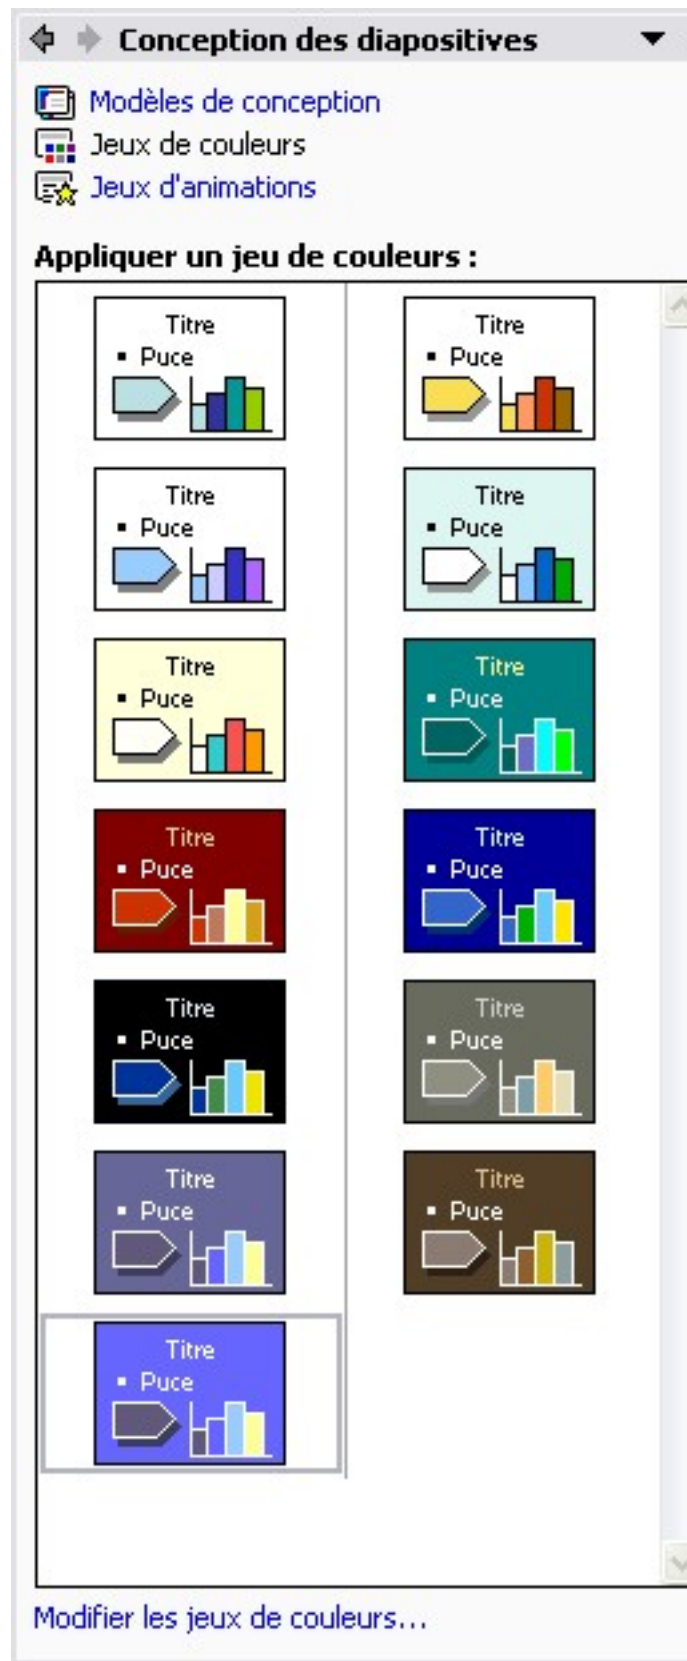 Conception des diapositives
Modèles de conception
Jeux de couleurs
Jeux d'animations
Appliquer un jeu de couleurs :
Titre
Puce
Titre
Puce
Titre
Puce
Titre
Puce
Titre
Puce
Titre
Puce
Titre
Puce
Titre
Puce
Titre
Puce
Titre
Puce
Titre
Puce
Titre
Puce
Titre
Puce
Modifier les jeux de couleurs...